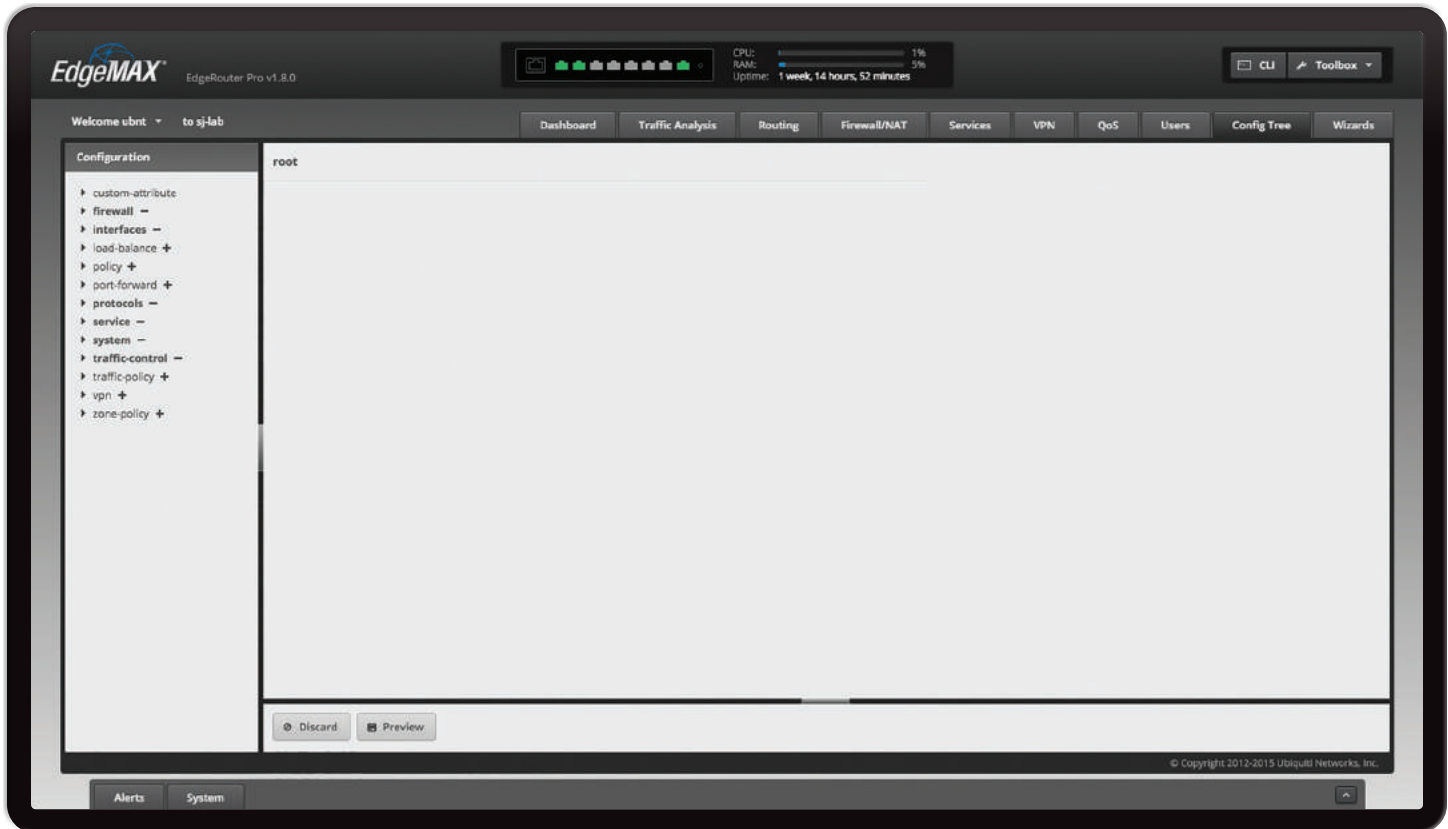 EdgeMAX® EdgeRouter Pro v1.8.0
CPU: 1%
RAM: 5%
Uptime: 1 week, 14 hours, 52 minutes
CLI Toolbox
Welcome ubnt to sj-lab
Dashboard Traffic Analysis Routing Firewall/NAT Services VPN QoS Users Config Tree Wizards
Configuration
custom-attribute
firewall −
interfaces −
load-balance +
policy +
port-forward +
protocols −
service −
system −
traffic-control −
traffic-policy +
vpn +
zone-policy +
root
Discard Preview
© Copyright 2012-2015 Ubiquiti Networks, Inc.
Alerts System